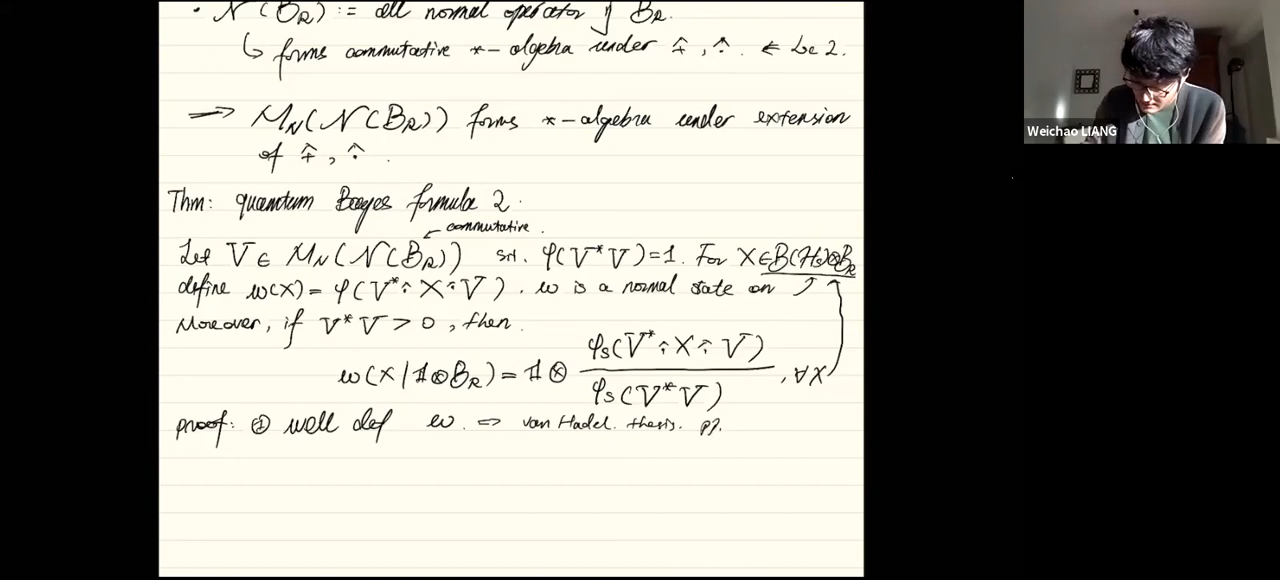 • N(B_R) := all normal operator of B_R.
↳ forms commutative *-algebra under +̂, ·̂. ← Lec 2.
⟹ M_N(N(B_R)) forms *-algebra under extension
of +̂, ·̂.
Thm: quantum Bayes formula 2.
← commutative.
Let V ∈ M_N(N(B_R)) s.t. φ(V*V)=1. For X∈B(H_S)⊗B_R
define ω(X) = φ(V* ·̂ X ·̂ V). ω is a normal state on ↗
Moreover, if V*V > 0, then.
ω(X | 𝟙⊗B_R) = 𝟙 ⊗ φ_S(V* ·̂ X ·̂ V) / φ_S(V*V), ∀X
proof: ① well def ω. ⇒ van Handel. thesis.
Weichao LIANG